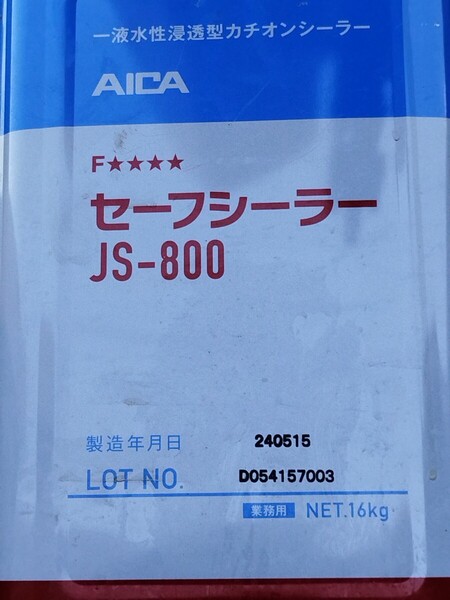 一液水性浸透型カチオンシーラー
AICA
F★★★★
セーフシーラー
JS-800
製造年月日 240515
LOT NO. D054157003
業務用 NET.16kg